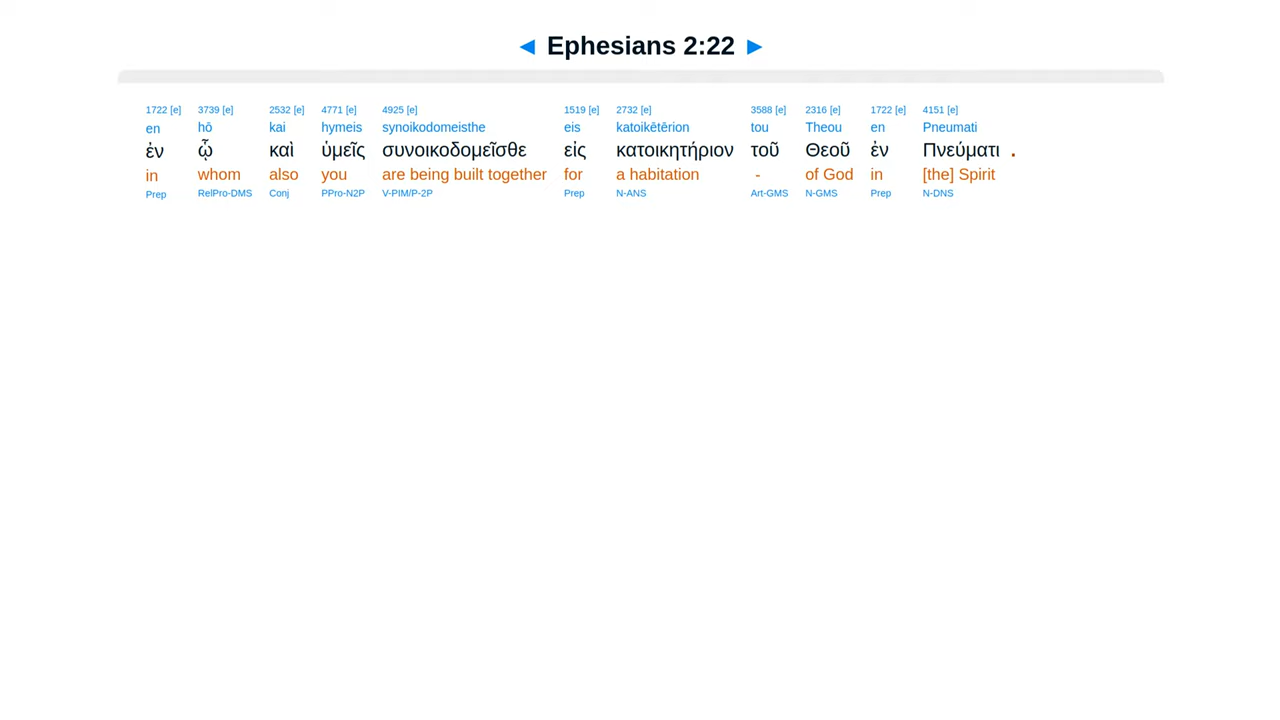 ◄ Ephesians 2:22 ►
1722 [e] 3739 [e] 2532 [e] 4771 [e] 4925 [e] 1519 [e] 2732 [e] 3588 [e] 2316 [e] 1722 [e] 4151 [e]
en hō kai hymeis synoikodomeisthe eis katoikētērion tou Theou en Pneumati
ἐν ᾧ καὶ ὑμεῖς συνοικοδομεῖσθε εἰς κατοικητήριον τοῦ Θεοῦ ἐν Πνεύματι .
in whom also you are being built together for a habitation - of God in [the] Spirit
Prep RelPro-DMS Conj PPro-N2P V-PIM/P-2P Prep N-ANS Art-GMS N-GMS Prep N-DNS